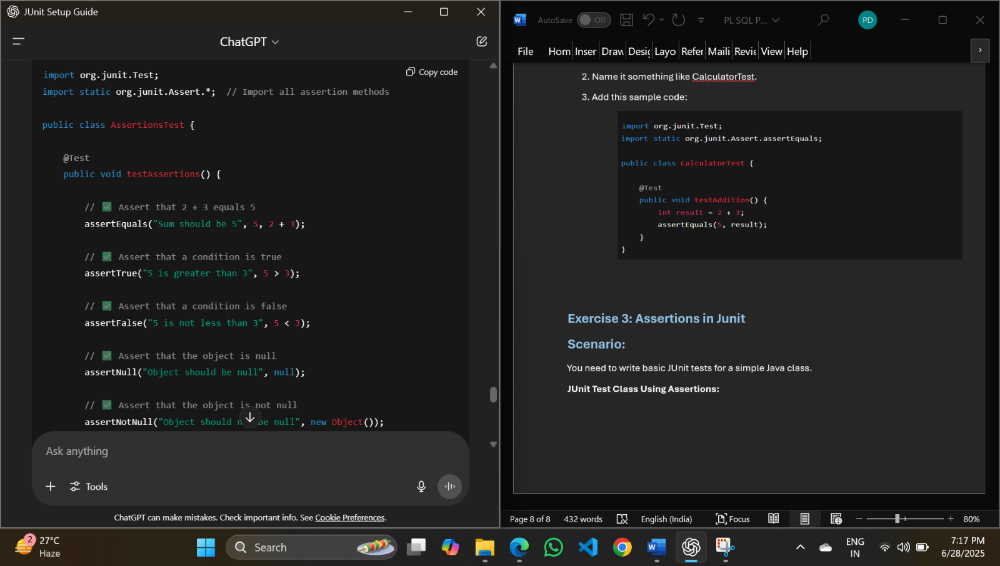 JUnit Setup Guide
ChatGPT
Copy code
import org.junit.Test;
import static org.junit.Assert.*;  // Import all assertion methods
public class AssertionsTest {
@Test
public void testAssertions() {
// ✅ Assert that 2 + 3 equals 5
assertEquals("Sum should be 5", 5, 2 + 3);
// ✅ Assert that a condition is true
assertTrue("5 is greater than 3", 5 > 3);
// ✅ Assert that a condition is false
assertFalse("5 is not less than 3", 5 < 3);
// ✅ Assert that the object is null
assertNull("Object should be null", null);
// ✅ Assert that the object is not null
assertNotNull("Object should n be null", new Object());
Ask anything
Tools
ChatGPT can make mistakes. Check important info. See Cookie Preferences.
AutoSave Off PL SQL P... PD
File Hom Inser Draw Desig Layo Refer Maili Revie View Help
2. Name it something like CalculatorTest.
3. Add this sample code:
import org.junit.Test;
import static org.junit.Assert.assertEquals;
public class CalculatorTest {
@Test
public void testAddition() {
int result = 2 + 3;
assertEquals(5, result);
}
}
Exercise 3: Assertions in Junit
Scenario:
You need to write basic JUnit tests for a simple Java class.
JUnit Test Class Using Assertions:
Page 8 of 8 432 words English (India) Focus 80%
2 27°C
Haze
Search
ENG
IN
7:17 PM
6/28/2025